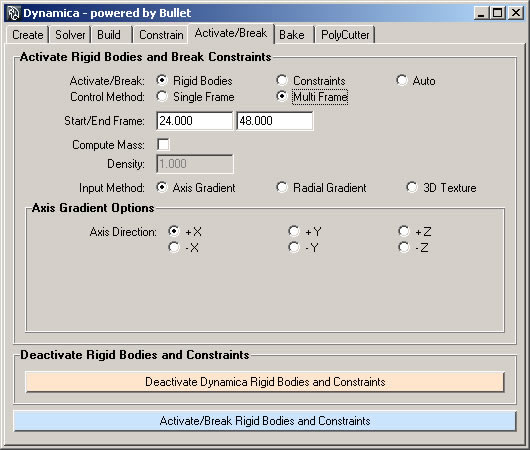 Dynamica - powered by Bullet
Create Solver Build Constrain Activate/Break Bake PolyCutter
Activate Rigid Bodies and Break Constraints
Activate/Break: Rigid Bodies Constraints Auto
Control Method: Single Frame Multi Frame
Start/End Frame: 24.000 48.000
Compute Mass:
Density: 1.000
Input Method: Axis Gradient Radial Gradient 3D Texture
Axis Gradient Options
Axis Direction: +X +Y +Z
-X -Y -Z
Deactivate Rigid Bodies and Constraints
Deactivate Dynamica Rigid Bodies and Constraints
Activate/Break Rigid Bodies and Constraints